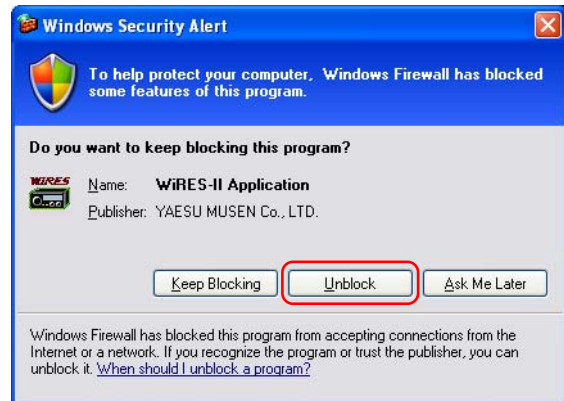 Windows Security Alert
To help protect your computer, Windows Firewall has blocked
some features of this program.
Do you want to keep blocking this program?
WiRES
Name: WiRES-II Application
Publisher: YAESU MUSEN Co., LTD.
Keep Blocking Unblock Ask Me Later
Windows Firewall has blocked this program from accepting connections from the
Internet or a network. If you recognize the program or trust the publisher, you can
unblock it. When should I unblock a program?